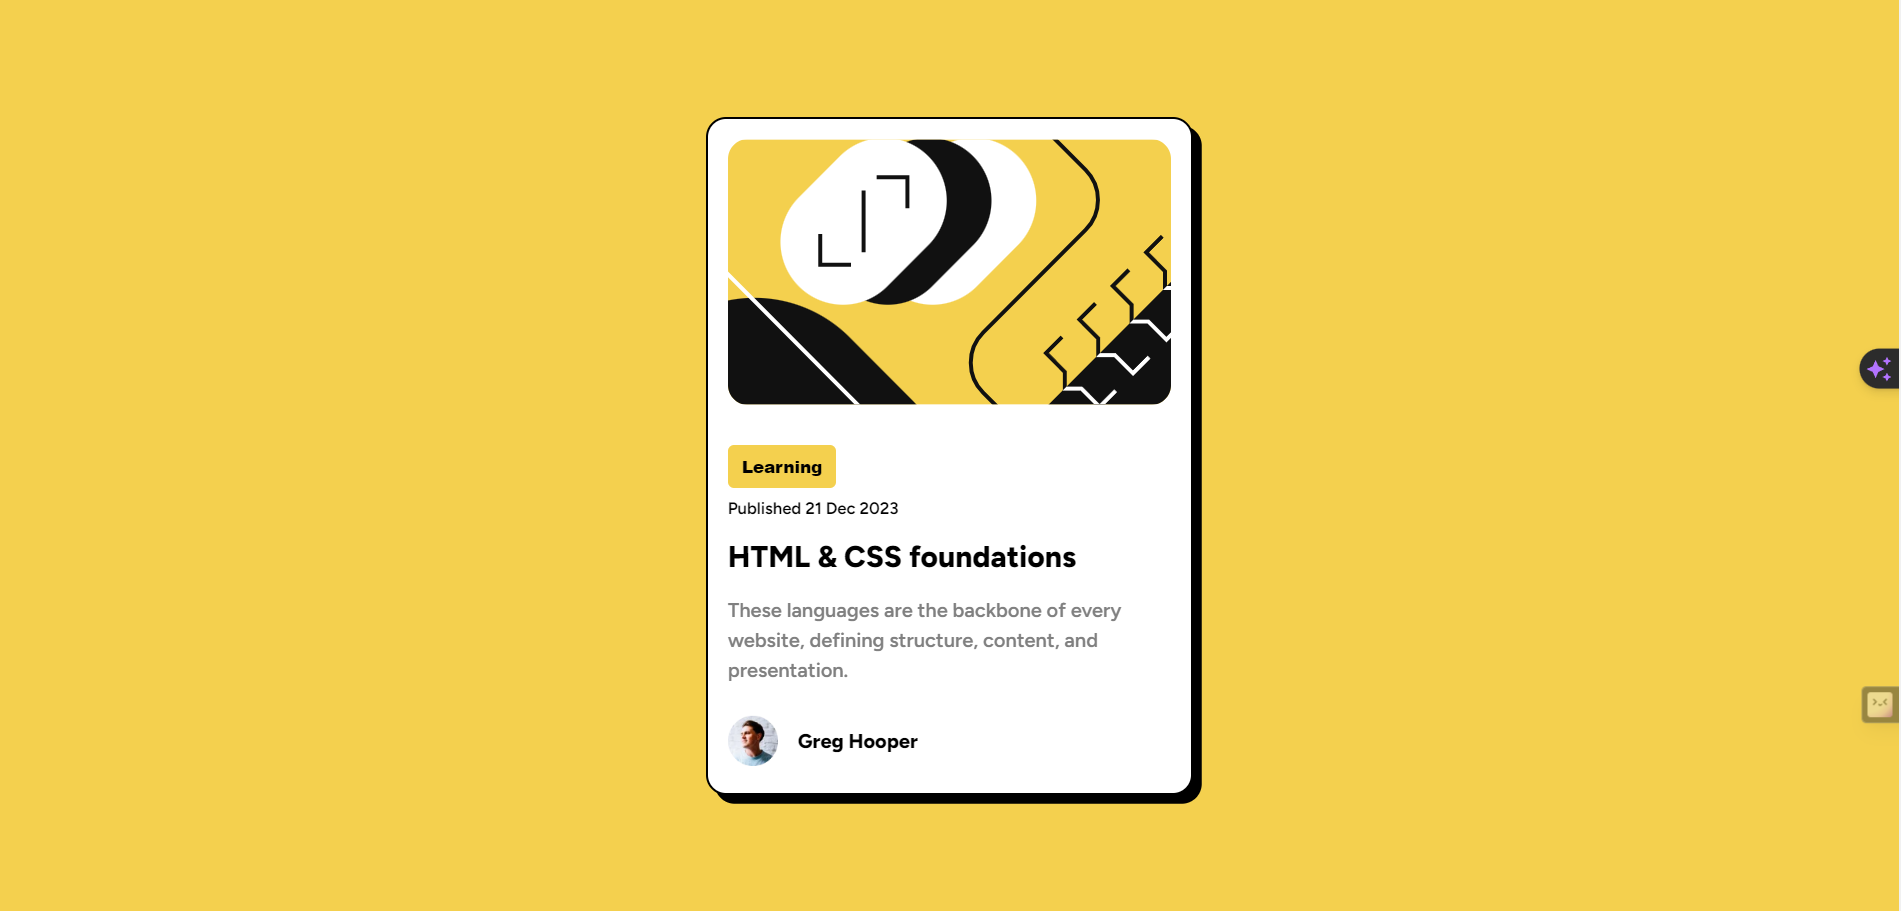 Learning
Published 21 Dec 2023
HTML & CSS foundations
These languages are the backbone of every
website, defining structure, content, and
presentation.
Greg Hooper